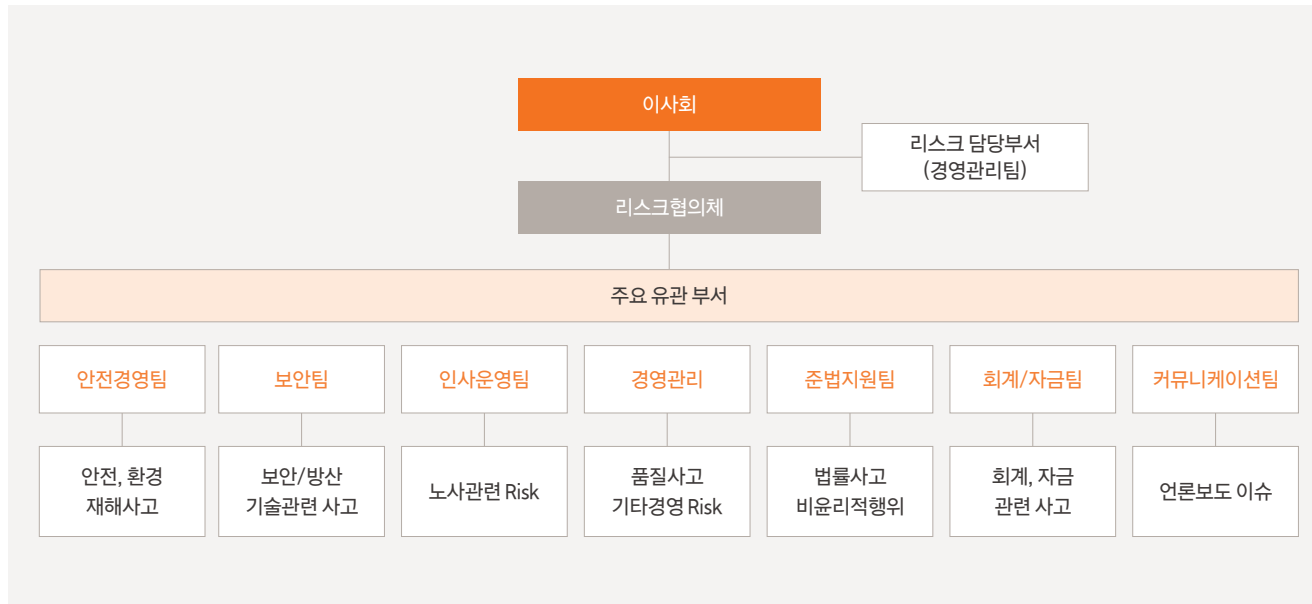 이사회
리스크 담당부서
(경영관리팀)
리스크협의체
주요 유관 부서
안전경영팀
보안팀
인사운영팀
경영관리
준법지원팀
회계/자금팀
커뮤니케이션팀
안전, 환경
재해사고
보안/방산
기술관련 사고
노사관련 Risk
품질사고
기타경영 Risk
법률사고
비윤리적행위
회계, 자금
관련 사고
언론보도 이슈